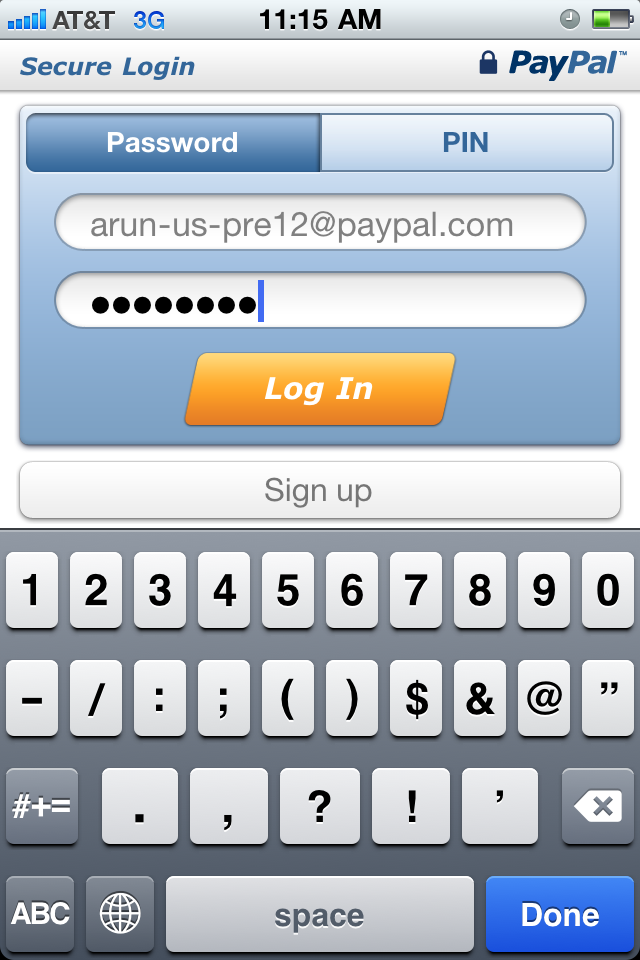 AT&T 3G 11:15 AM
Secure Login PayPal™
Password PIN
arun-us-pre12@paypal.com
●●●●●●●●
Log In
Sign up
1 2 3 4 5 6 7 8 9 0
- / : ; ( ) $ & @ ”
#+= . , ? ! ’
ABC space Done